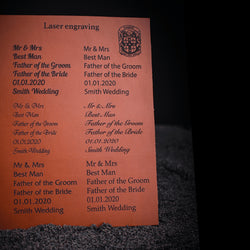 Laser engraving
Mr & Mrs
Best Man
Father of the Groom
Father of the Bride
01.01.2020
Smith Wedding
Mr & Mrs
Best Man
Father of the Groom
Father of the Bride
01.01.2020
Smith Wedding
Mr & Mrs
Best Man
Father of the Groom
Father of the Bride
01.01.2020
Smith Wedding
Mr & Mrs
Best Man
Father of the Groom
Father of the Bride
01.01.2020
Smith Wedding
Mr & Mrs
Best Man
Father of the Groom
Father of the Bride
01.01.2020
Smith Wedding
Mr & Mrs
Best Man
Father of the Groom
Father of the Bride
01.01.2020
Smith Wedding